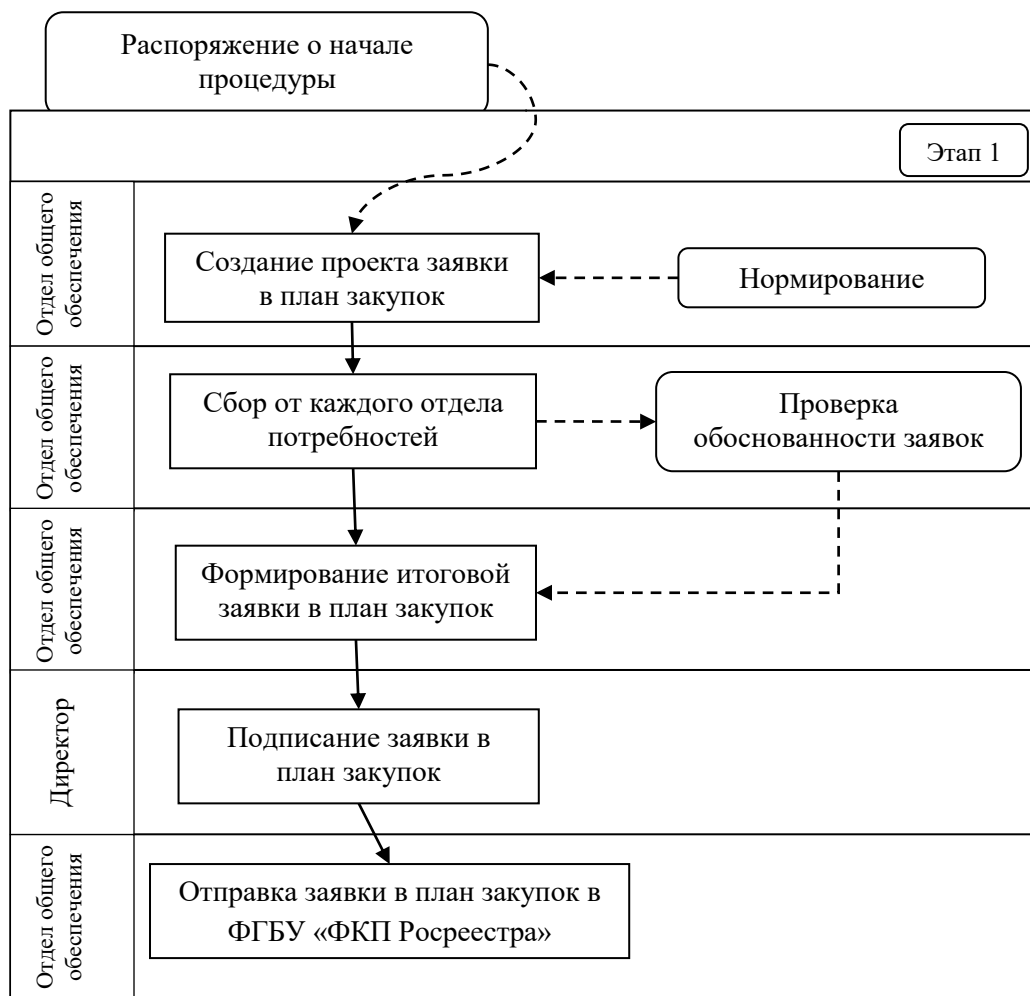 Распоряжение о начале
процедуры
Этап 1
Отдел общего
обеспечения
Создание проекта заявки
в план закупок
Нормирование
Отдел общего
обеспечения
Сбор от каждого отдела
потребностей
Проверка
обоснованности заявок
Отдел общего
обеспечения
Формирование итоговой
заявки в план закупок
Директор
Подписание заявки в
план закупок
Отдел общего
обеспечения
Отправка заявки в план закупок в
ФГБУ «ФКП Росреестра»